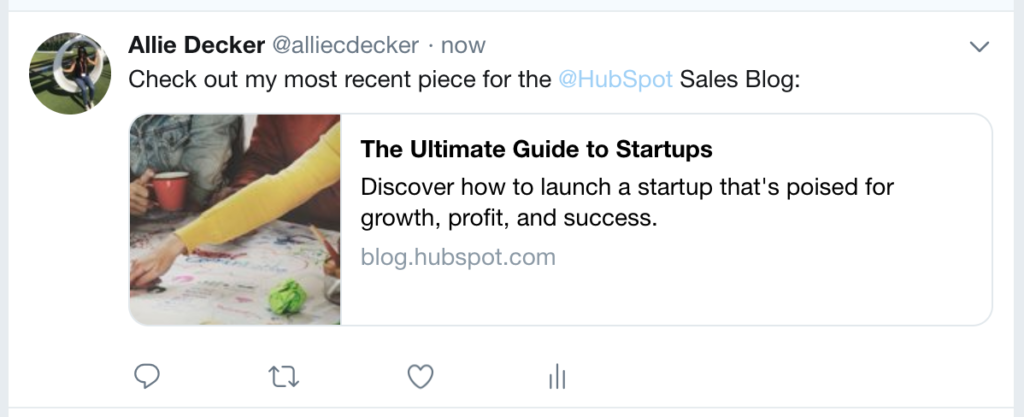 Allie Decker @alliecdecker · now
Check out my most recent piece for the @HubSpot Sales Blog:
The Ultimate Guide to Startups
Discover how to launch a startup that's poised for
growth, profit, and success.
blog.hubspot.com